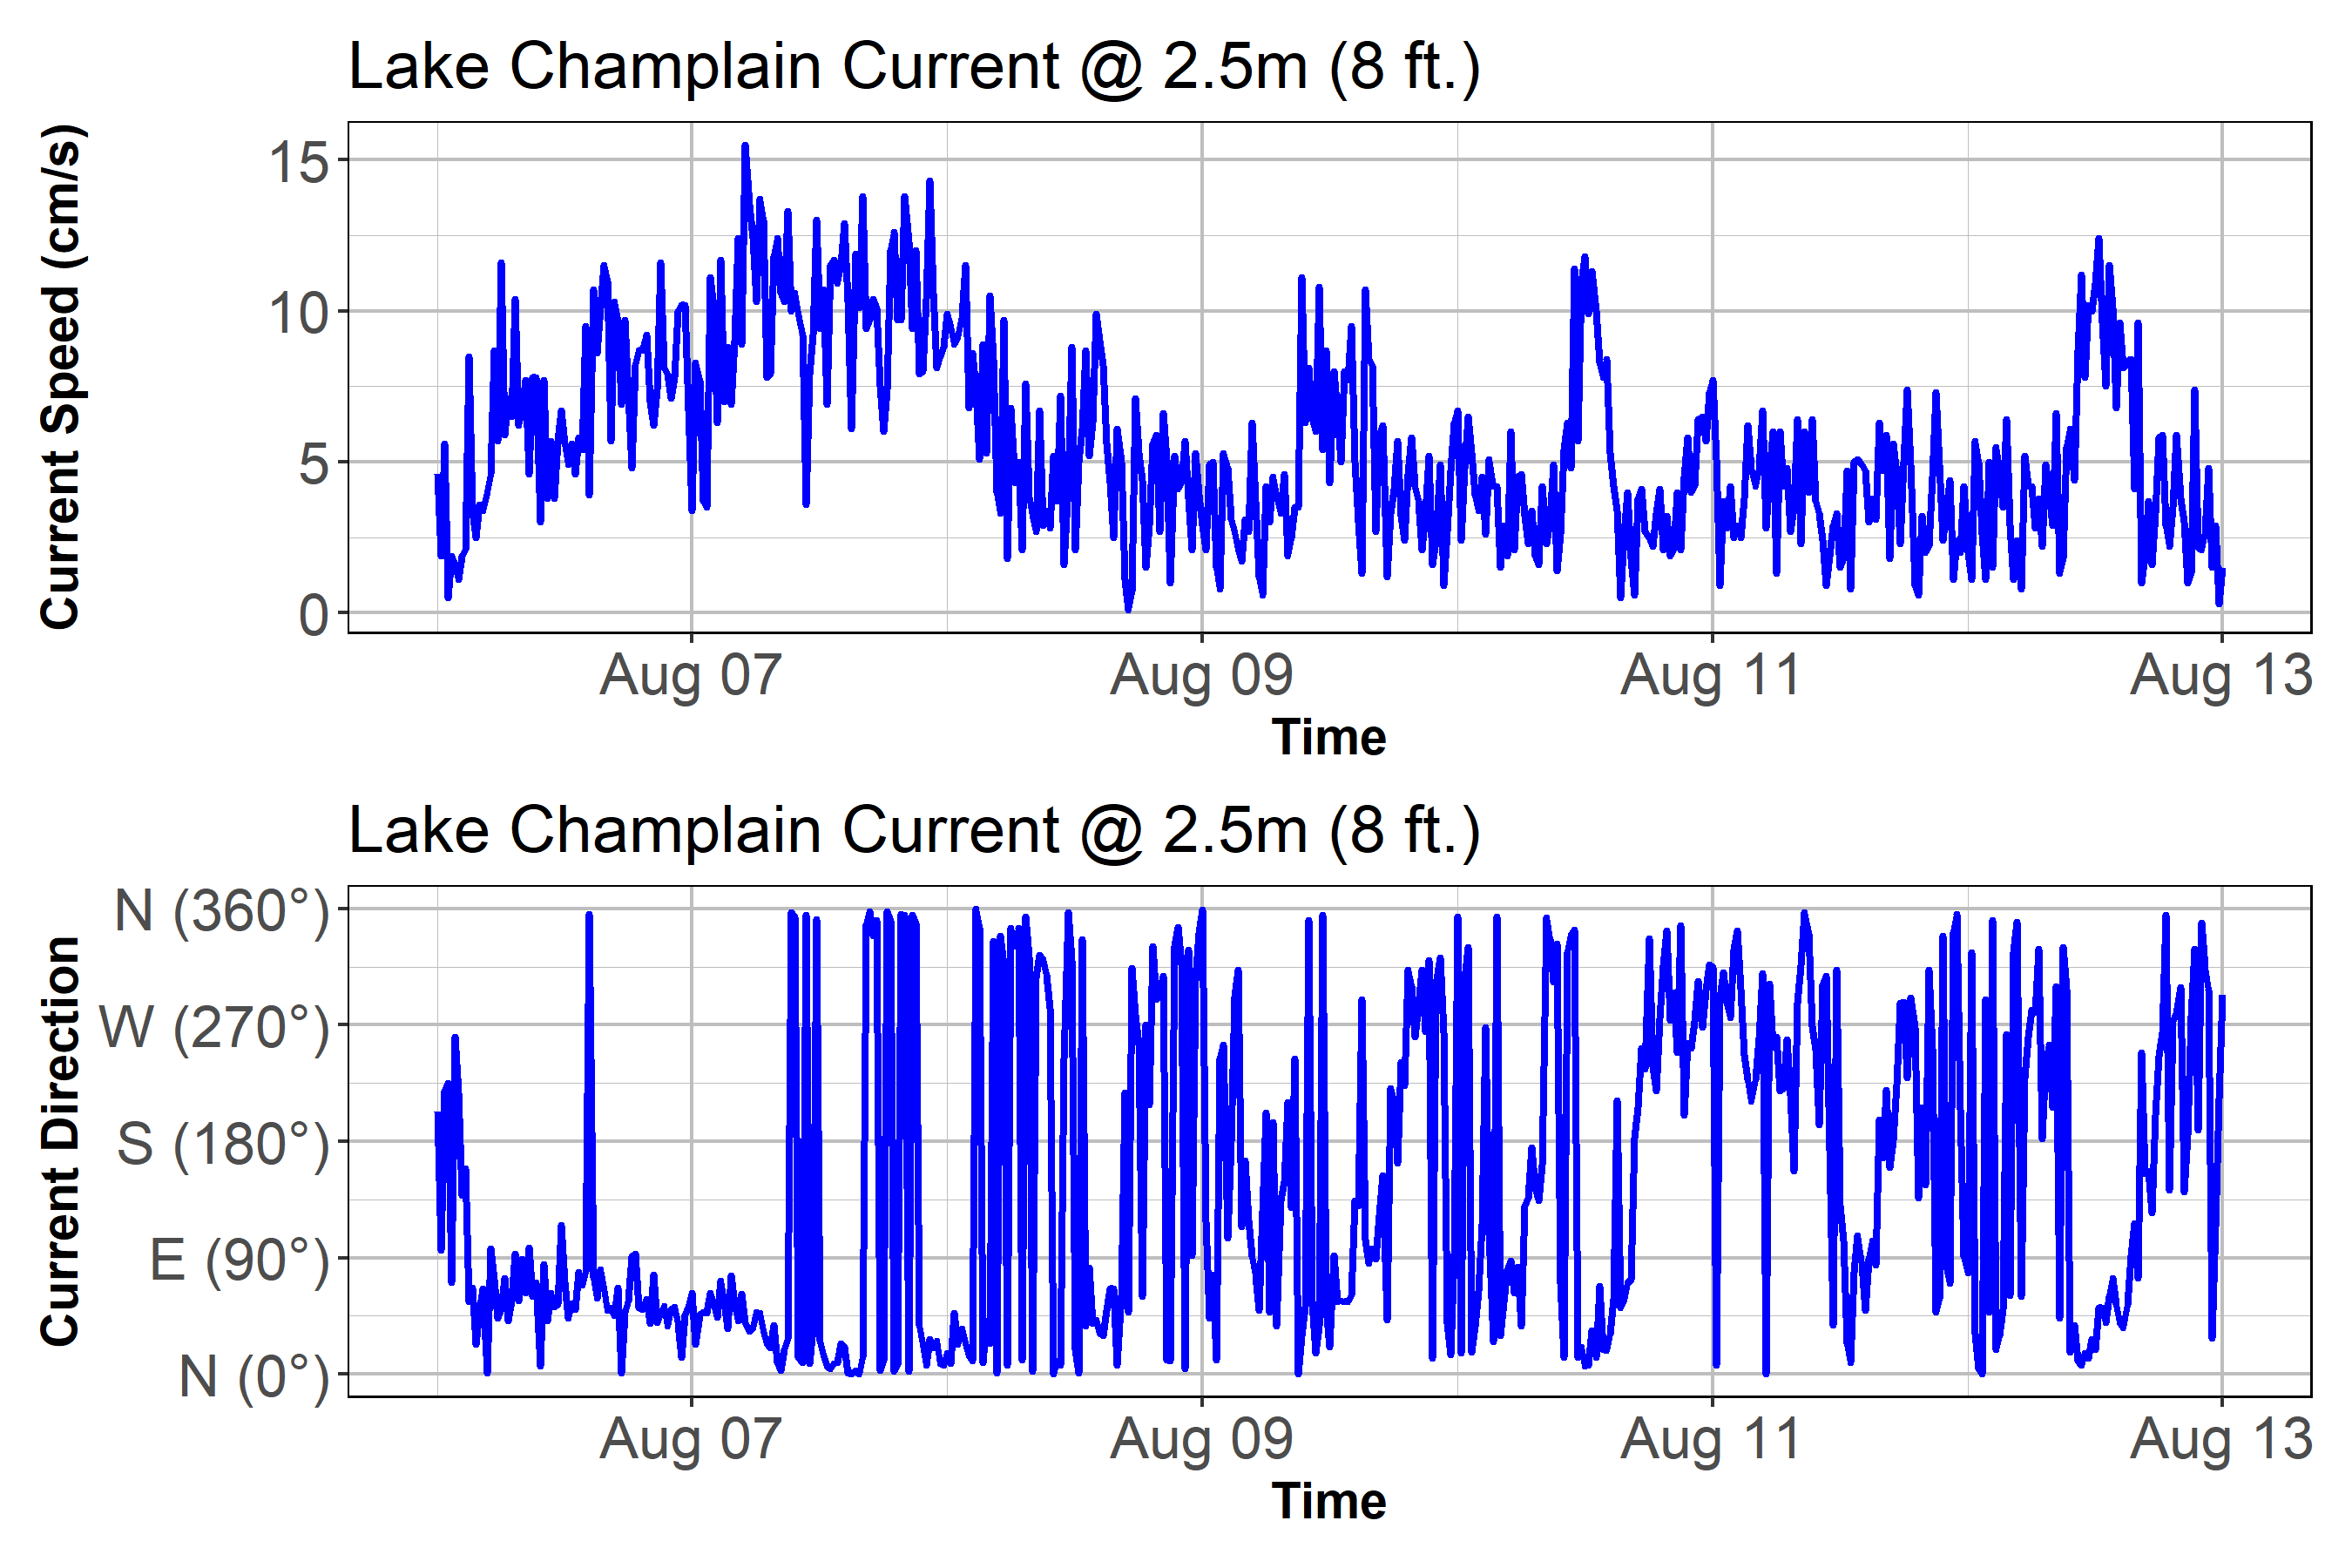 Lake Champlain Current @ 2.5m (8 ft.)
Current Speed (cm/s)
15
10
5
0
Aug 07 Aug 09 Aug 11 Aug 13
Time
Lake Champlain Current @ 2.5m (8 ft.)
Current Direction
N (360°)
W (270°)
S (180°)
E (90°)
N (0°)
Aug 07 Aug 09 Aug 11 Aug 13
Time